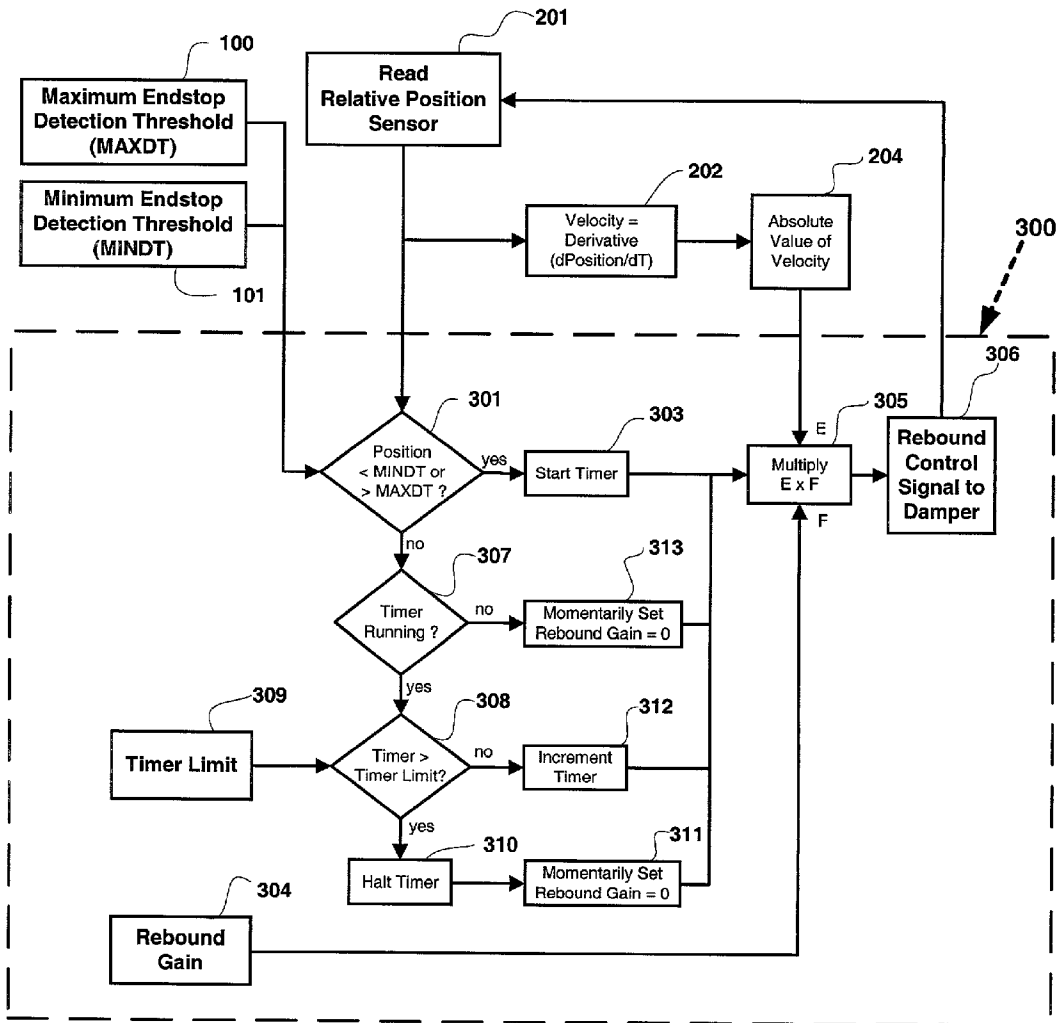 201
100
Read
Relative Position
Sensor
Maximum Endstop
Detection Threshold
(MAXDT)
202
204
Minimum Endstop
Detection Threshold
(MINDT)
Velocity =
Derivative
(dPosition/dT)
Absolute
Value of
Velocity
300
101
306
301
303
305
E
Position
< MINDT or
> MAXDT ?
yes
Start Timer
Multiply
E x F
Rebound
Control
Signal to
Damper
F
no
307
313
Timer
Running ?
no
Momentarily Set
Rebound Gain = 0
yes
309
308
312
Timer Limit
Timer >
Timer Limit?
no
Increment
Timer
yes
310
311
Halt Timer
Momentarily Set
Rebound Gain = 0
304
Rebound
Gain